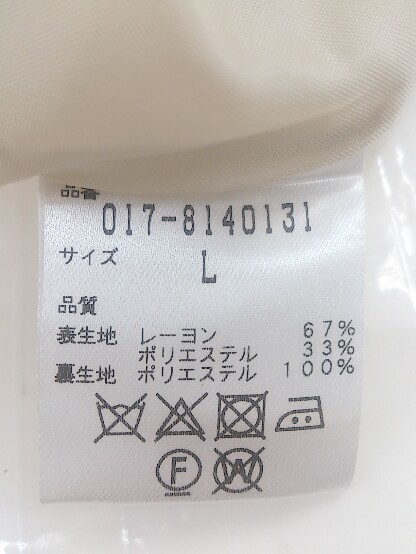 品番
017-8140131
サイズ
L
品質
表生地 レーヨン 67%
ポリエステル 33%
裏生地 ポリエステル 100%
F W